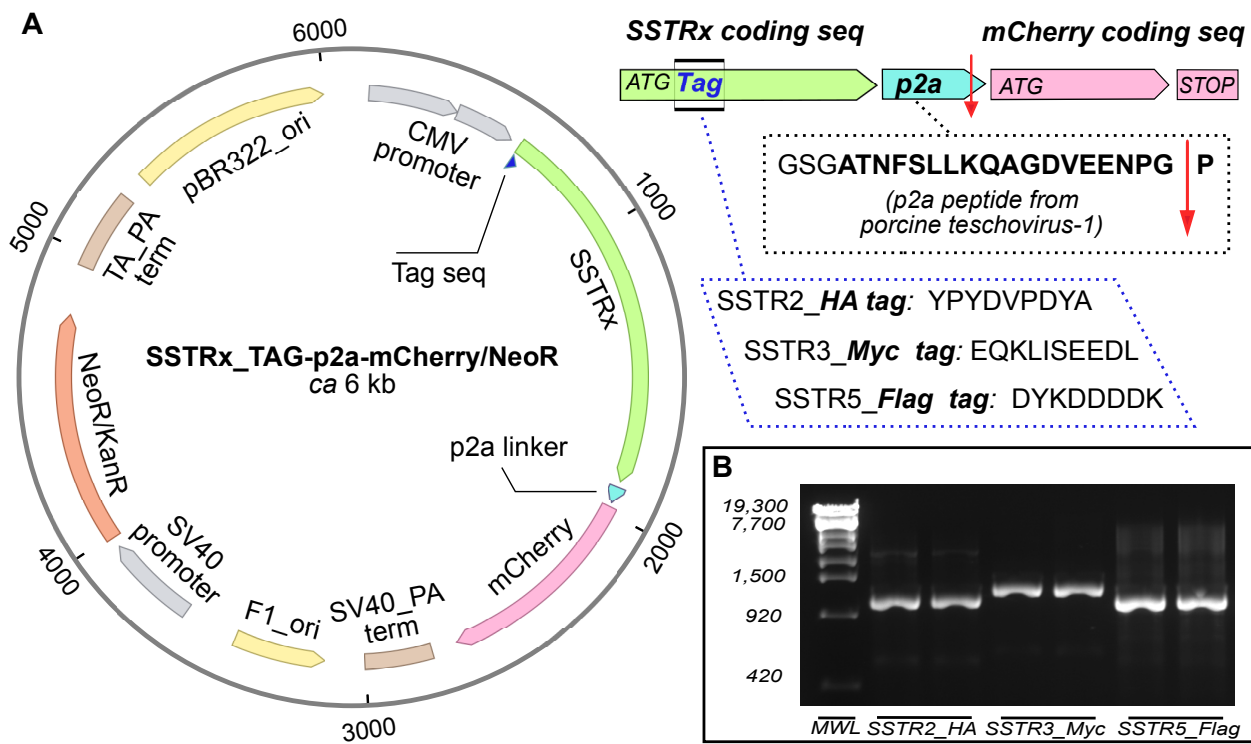 A
6000
1000
2000
3000
4000
5000
CMV
promoter
Tag seq
SSTRx
p2a linker
mCherry
SV40_PA
term
F1_ori
SV40
promoter
NeoR/KanR
TA_PA
term
pBR322_ori
SSTRx_TAG-p2a-mCherry/NeoR
ca 6 kb
SSTRx coding seq
mCherry coding seq
ATG Tag
p2a
ATG
STOP
GSGATNFSLLKQAGDVEENPG P
(p2a peptide from
porcine teschovirus-1)
SSTR2_HA tag: YPYDVPDYA
SSTR3_Myc tag: EQKLISEEDL
SSTR5_Flag tag: DYKDDDDK
B
19,300
7,700
1,500
920
420
MWL SSTR2_HA SSTR3_Myc SSTR5_Flag